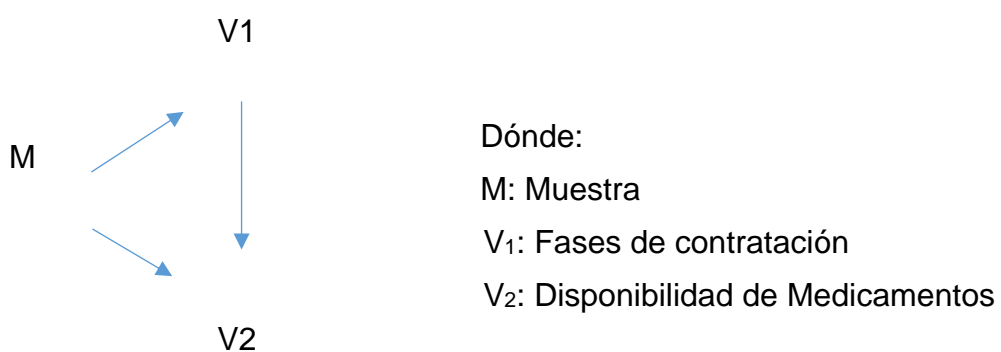 V1
M
V2
Dónde:
M: Muestra
V₁: Fases de contratación
V₂: Disponibilidad de Medicamentos